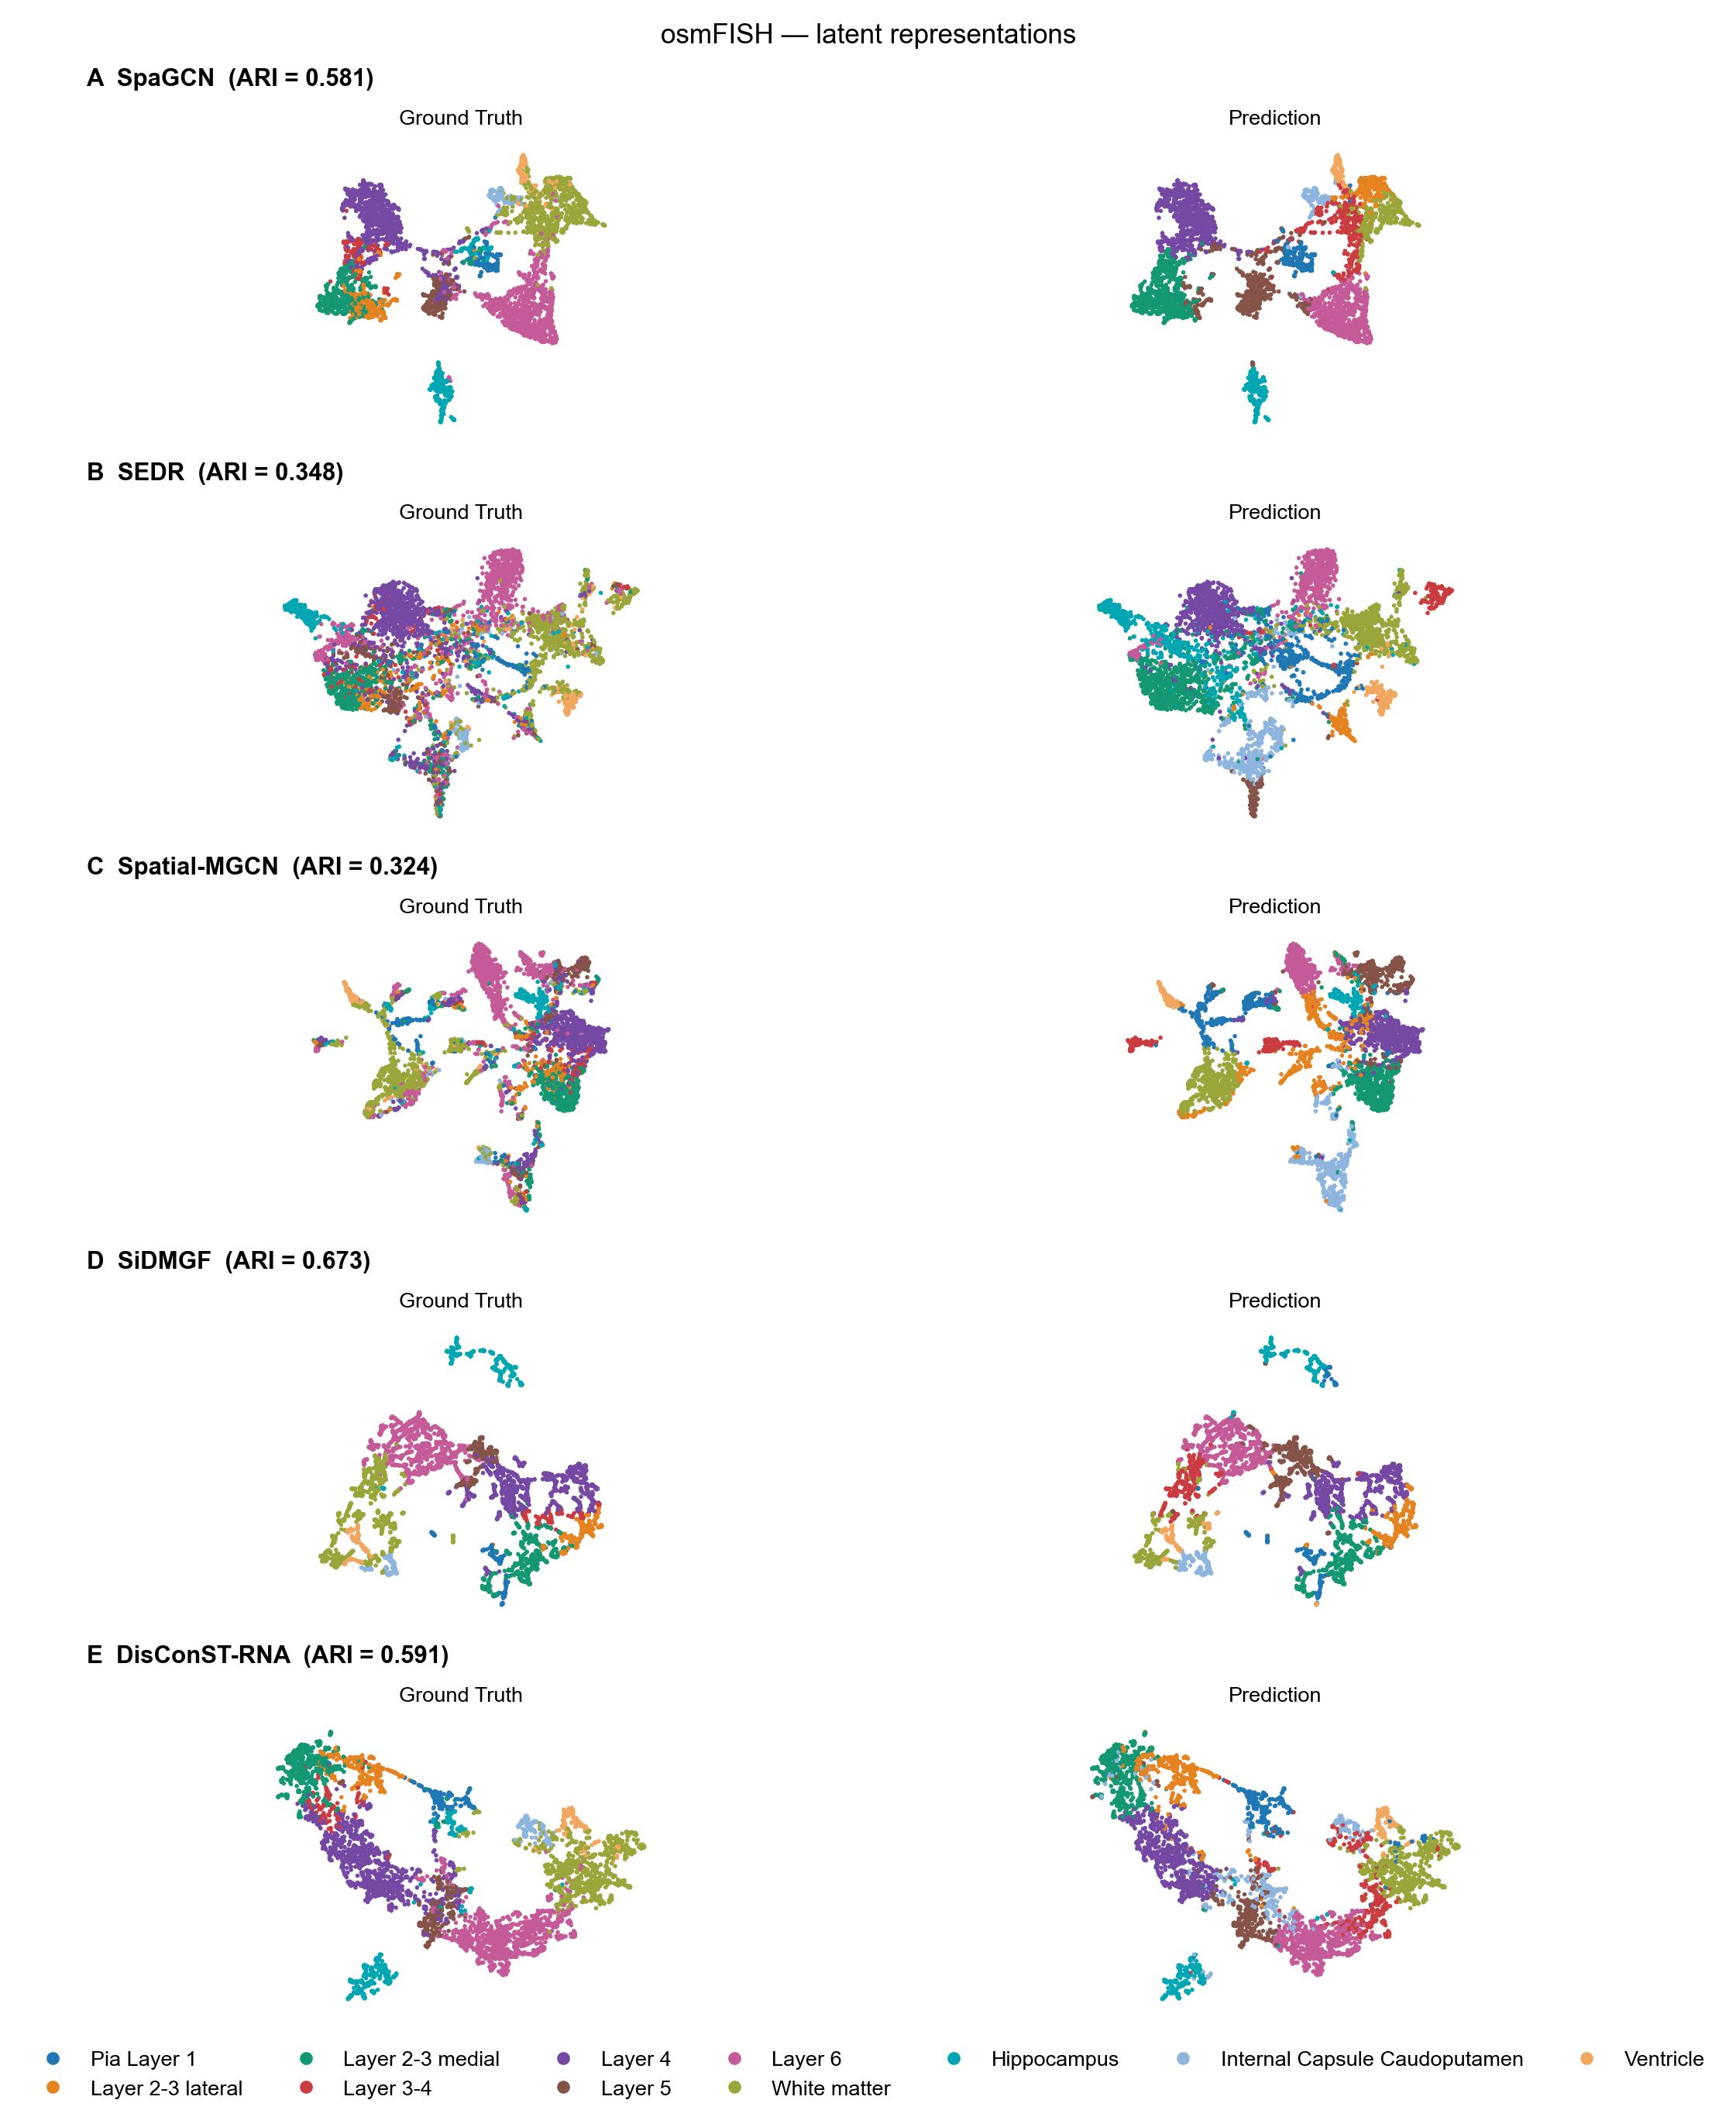 osmFISH — latent representations
A SpaGCN (ARI = 0.581)
Ground Truth
Prediction
B SEDR (ARI = 0.348)
Ground Truth
Prediction
C Spatial-MGCN (ARI = 0.324)
Ground Truth
Prediction
D SiDMGF (ARI = 0.673)
Ground Truth
Prediction
E DisConST-RNA (ARI = 0.591)
Ground Truth
Prediction
Pia Layer 1
Layer 2-3 medial
Layer 4
Layer 6
Hippocampus
Internal Capsule Caudoputamen
Ventricle
Layer 2-3 lateral
Layer 3-4
Layer 5
White matter